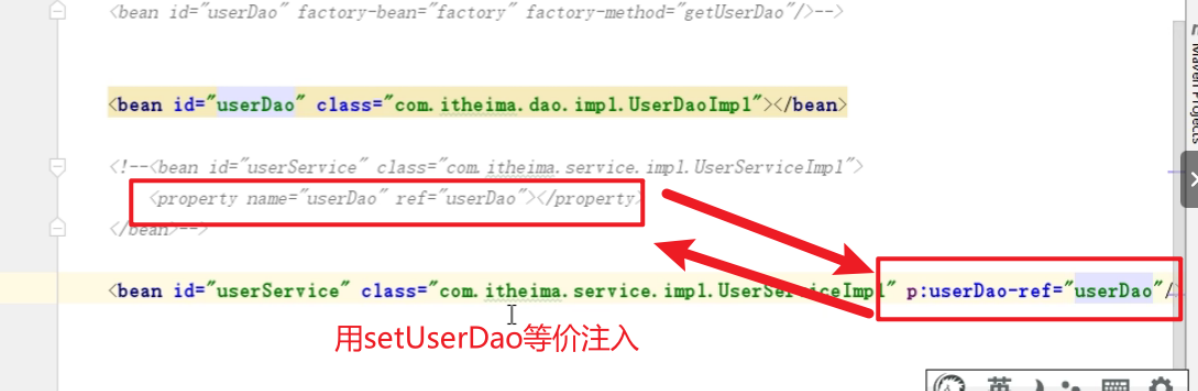 <bean id="userDao" factory-bean="factory" factory-method="getUserDao"/>-->
<bean id="userDao" class="com.itheima.dao.impl.UserDaoImpl"></bean>
<!--<bean id="userService" class="com.itheima.service.impl.UserServiceImpl">
<property name="userDao" ref="userDao"></property>
</bean>-->
<bean id="userService" class="com.itheima.service.impl.UserServiceImpl" p:userDao-ref="userDao"/
用setUserDao等价注入
Maven Projects
英